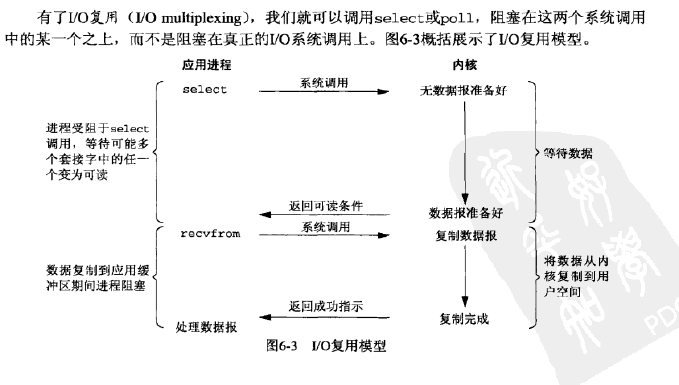 有了I/O复用(I/O multiplexing),我们就可以调用select或poll,阻塞在这两个系统调用
中的某一个之上,而不是阻塞在真正的I/O系统调用上。图6-3概括展示了I/O复用模型。
应用进程
内核
select
系统调用
无数据报准备好
进程受阻于select
调用,等待可能多
个套接字中的任一
个变为可读
等待数据
返回可读条件
数据报准备好
recvfrom
系统调用
复制数据报
数据复制到应用缓
冲区期间进程阻塞
将数据从内
核复制到用
户空间
返回成功指示
复制完成
处理数据报
图6-3 I/O复用模型